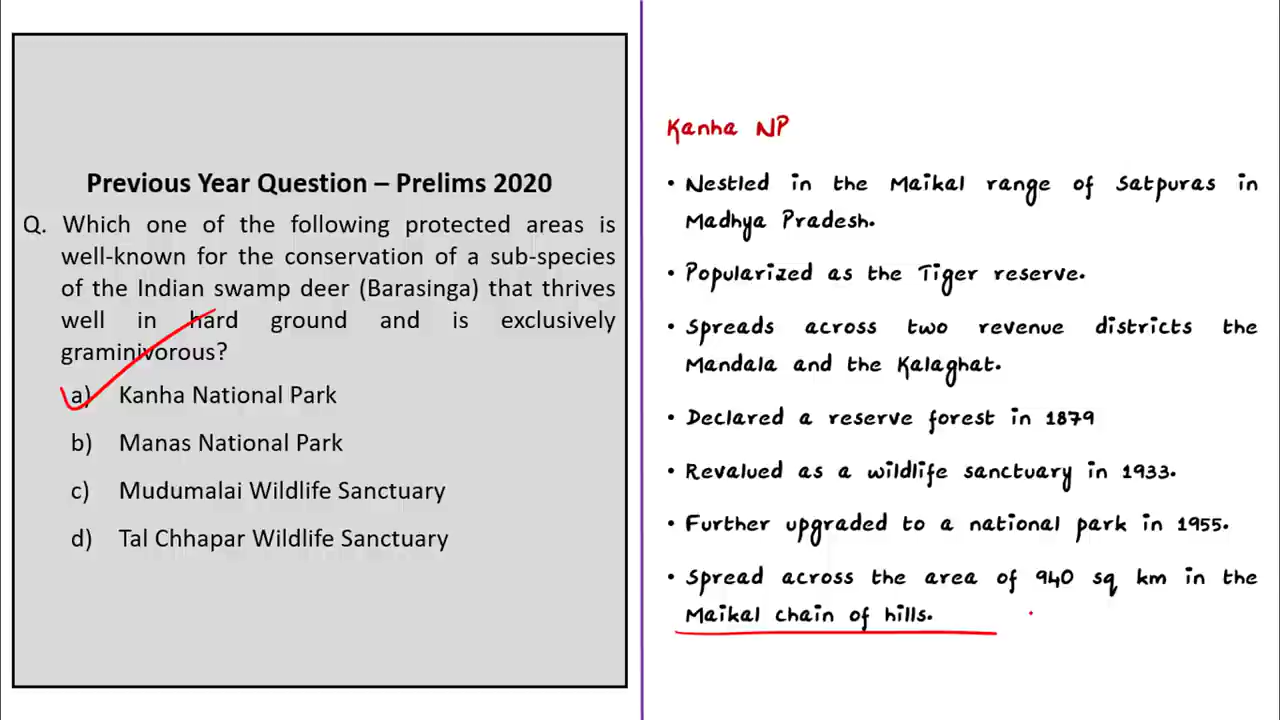 Previous Year Question – Prelims 2020
Q. Which one of the following protected areas is
well-known for the conservation of a sub-species
of the Indian swamp deer (Barasinga) that thrives
well in hard ground and is exclusively
graminivorous?
a) Kanha National Park
b) Manas National Park
c) Mudumalai Wildlife Sanctuary
d) Tal Chhapar Wildlife Sanctuary
Kanha NP
• Nestled in the Maikal range of Satpuras in
Madhya Pradesh.
• Popularized as the Tiger reserve.
• Spreads across two revenue districts the
Mandala and the Kalaghat.
• Declared a reserve forest in 1879
• Revalued as a wildlife sanctuary in 1933.
• Further upgraded to a national park in 1955.
• Spread across the area of 940 sq km in the
Maikal chain of hills.